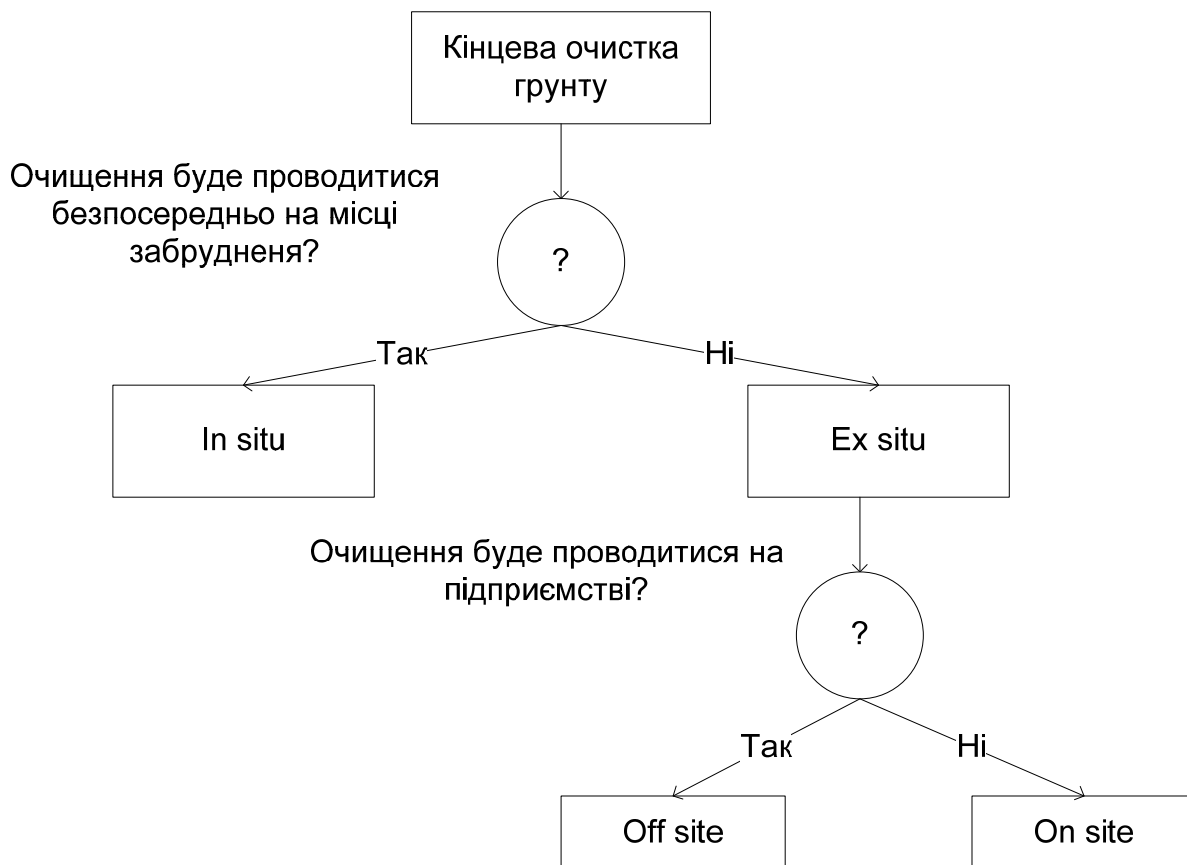 Кінцева очистка
грунту
Очищення буде проводитися
безпосередньо на місці
забрудненя?
?
Так
Ні
In situ
Ex situ
Очищення буде проводитися на
підприємстві?
?
Так
Ні
Off site
On site